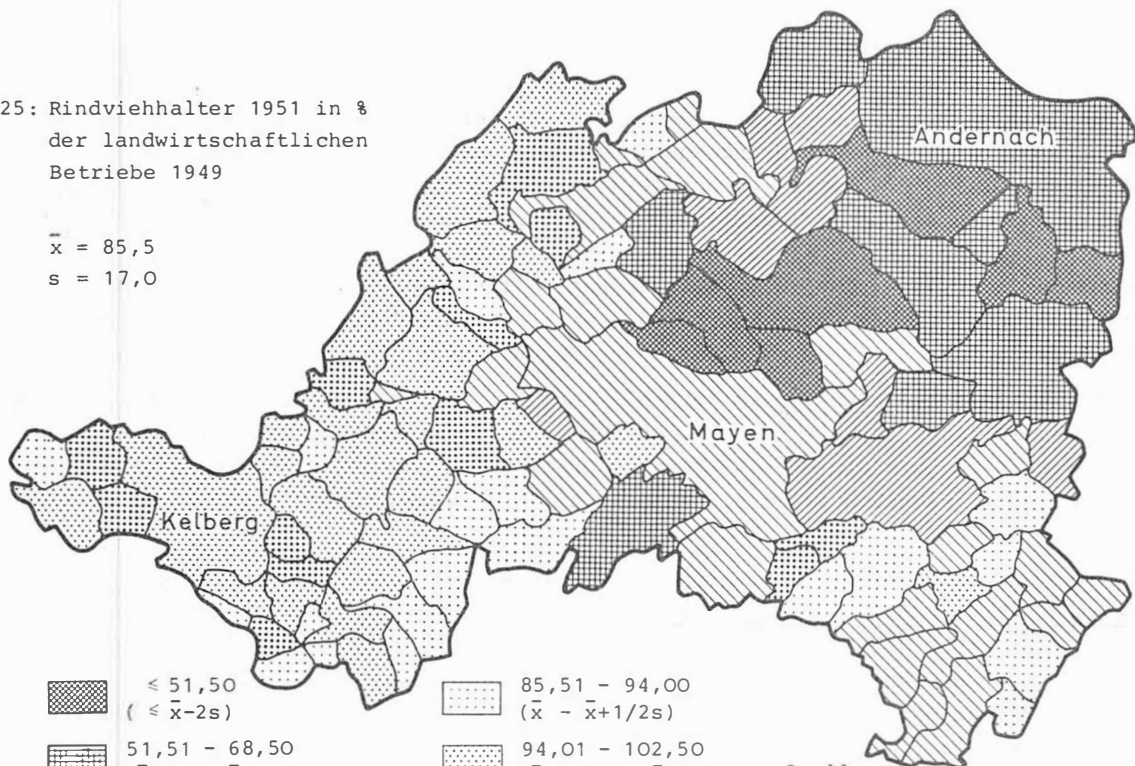 25: Rindviehhalter 1951 in %
der landwirtschaftlichen
Betriebe 1949
x̄ = 85,5
s = 17,0
Andernach
Mayen
Kelberg
≤ 51,50
( ≤ x̄-2s)
85,51 - 94,00
(x̄ - x̄+1/2s)
51,51 - 68,50
94,01 - 102,50